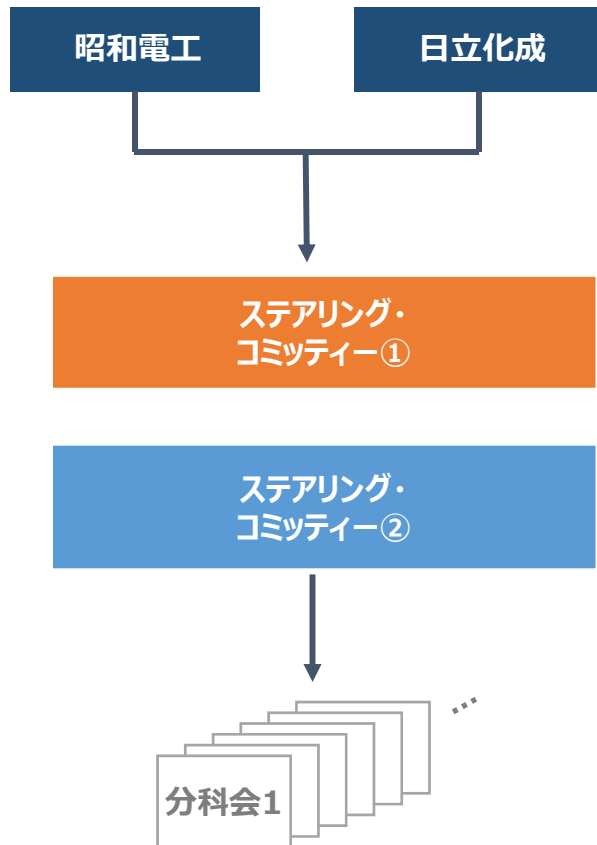 昭和電工
日立化成
ステアリング・
コミッティー①
ステアリング・
コミッティー②
…
分科会1